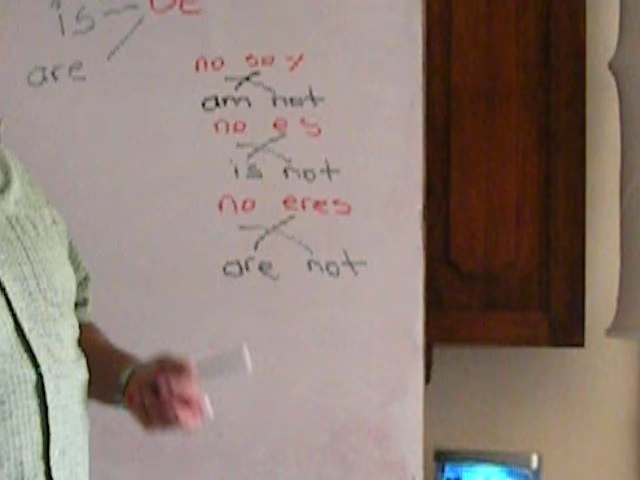 is BE
are
no soy
am not
no es
is not
no eres
are not